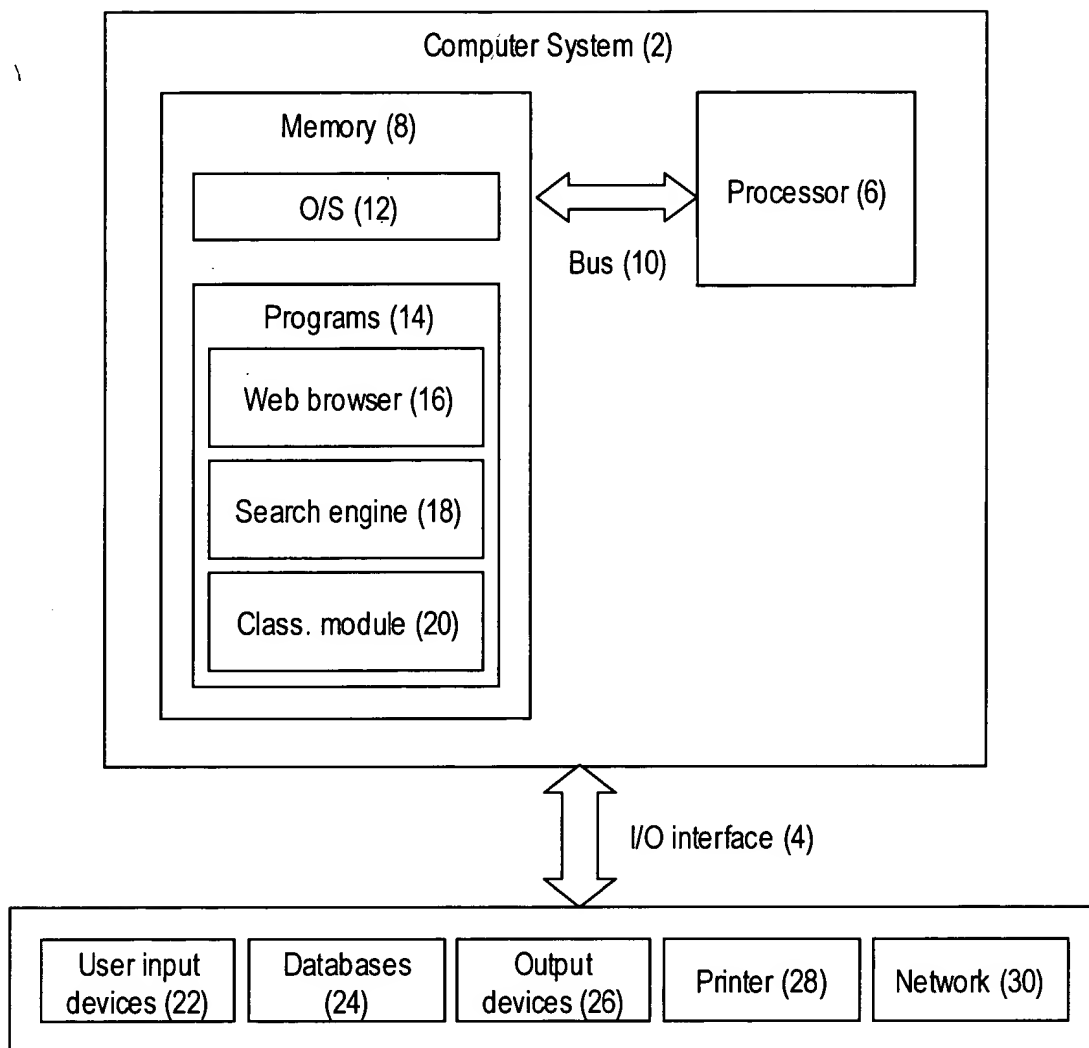 Computer System (2)
Memory (8)
O/S (12)
Programs (14)
Web browser (16)
Search engine (18)
Class. module (20)
Processor (6)
Bus (10)
I/O interface (4)
User input
devices (22)
Databases
(24)
Output
devices (26)
Printer (28)
Network (30)